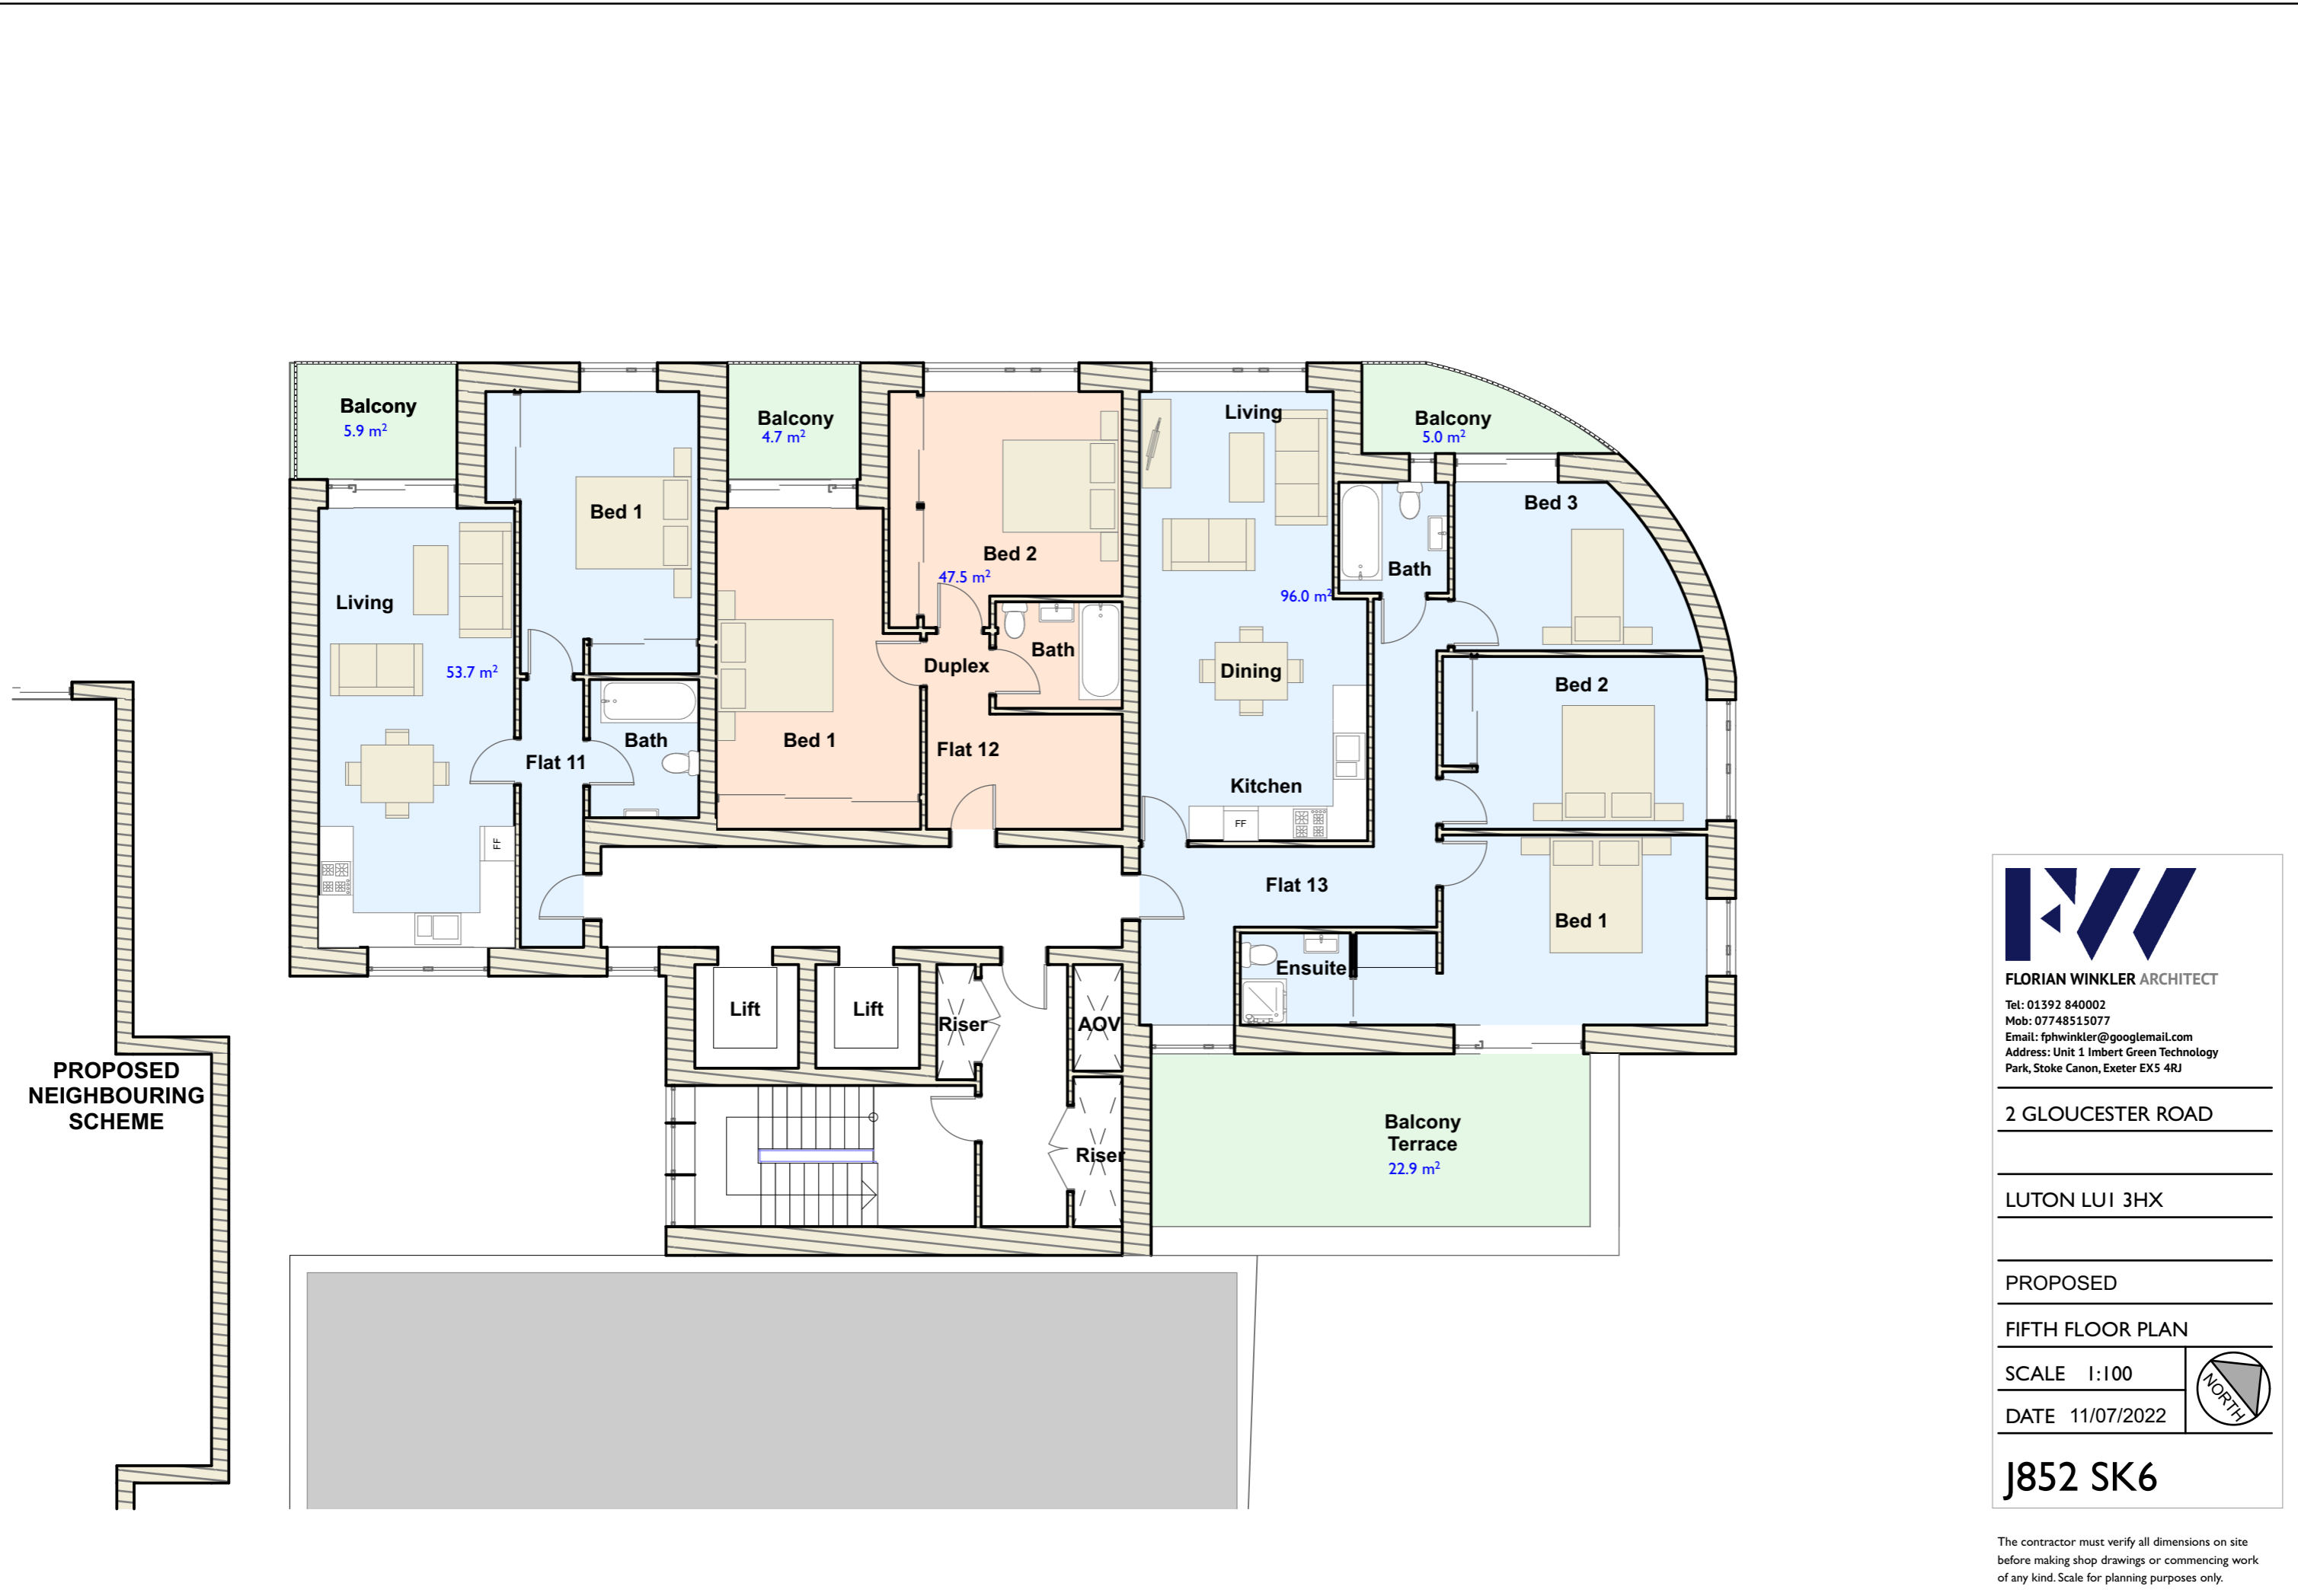 Balcony
5.9 m²
Balcony
4.7 m²
Living
Balcony
5.0 m²
Bed 1
Bed 3
Bed 2
47.5 m²
Bath
96.0 m²
Living
53.7 m²
Duplex
Bath
Dining
Bed 2
Bath
Bed 1
Flat 12
Flat 11
Kitchen
FF
FF
Flat 13
Bed 1
Ensuite
Lift
Lift
Riser
AOV
Riser
Balcony
Terrace
22.9 m²
PROPOSED
NEIGHBOURING
SCHEME
FW
FLORIAN WINKLER ARCHITECT
Tel: 01392 840002
Mob: 07748515077
Email: fphwinkler@googlemail.com
Address: Unit 1 Imbert Green Technology
Park, Stoke Canon, Exeter EX5 4RJ
2 GLOUCESTER ROAD
LUTON LU1 3HX
PROPOSED
FIFTH FLOOR PLAN
SCALE 1:100
DATE 11/07/2022
NORTH
J852 SK6
The contractor must verify all dimensions on site
before making shop drawings or commencing work
of any kind. Scale for planning purposes only.